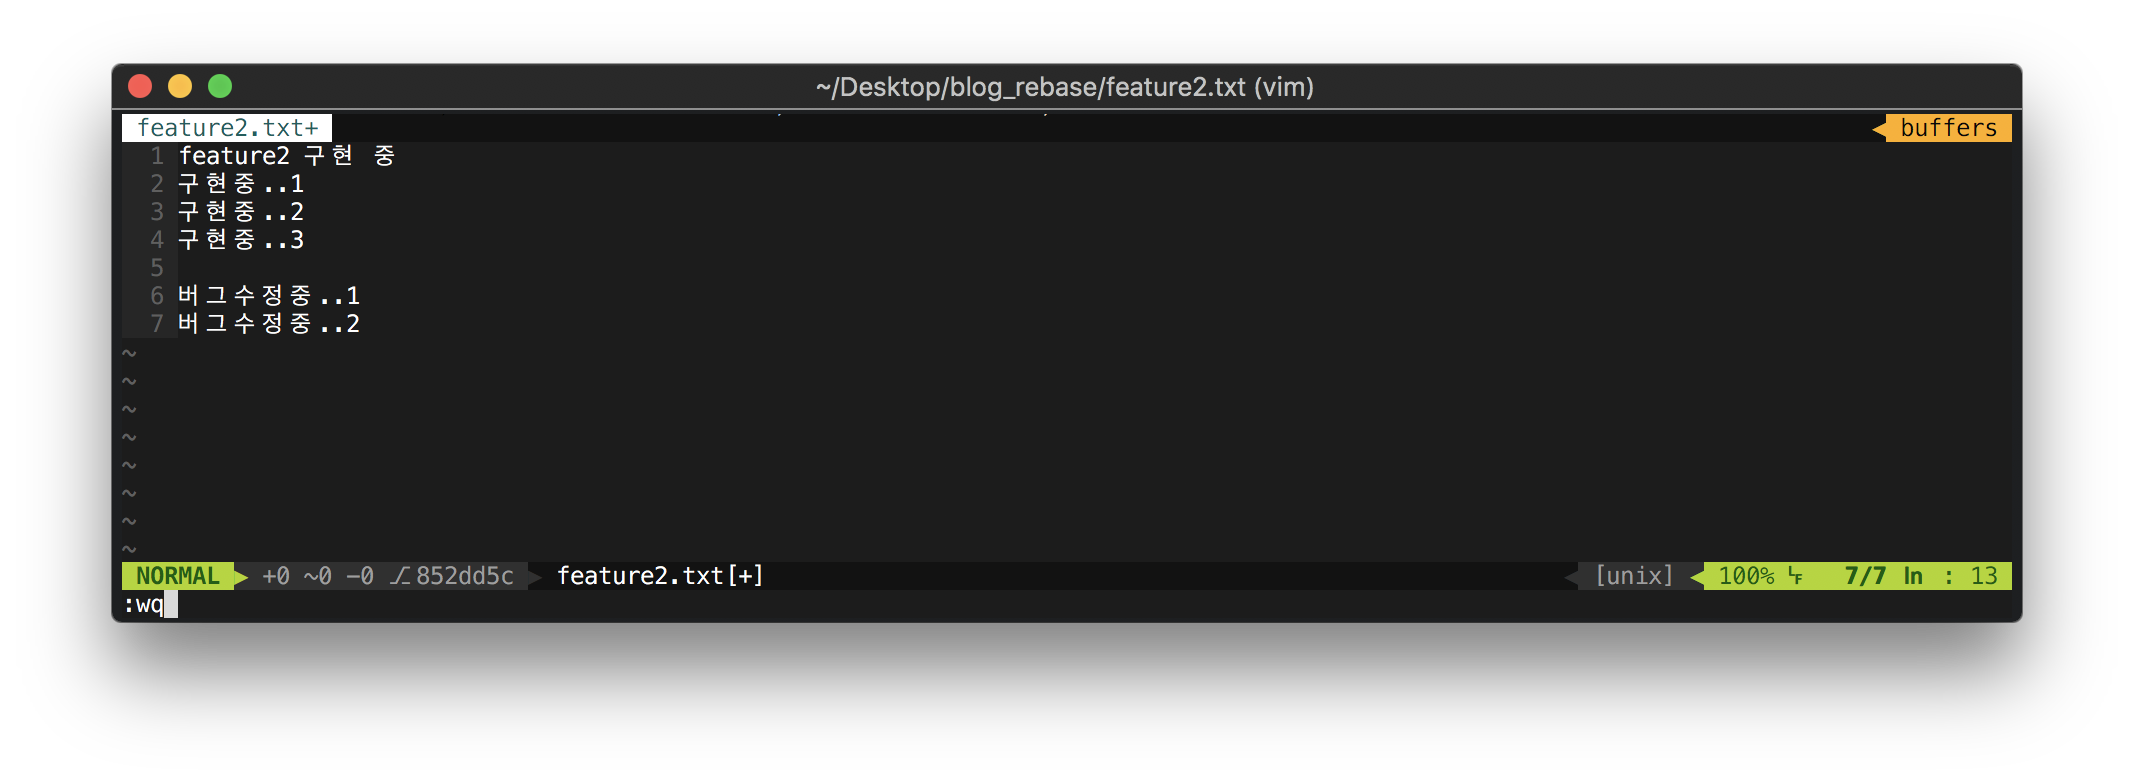 ~/Desktop/blog_rebase/feature2.txt (vim)
feature2.txt+ buffers
1 feature2 구현 중
2 구현중..1
3 구현중..2
4 구현중..3
5
6 버그수정중..1
7 버그수정중..2
~
~
~
~
~
~
~
~
NORMAL +0 ~0 -0 ⎇852dd5c feature2.txt[+] [unix] 100% ␊ 7/7 ln : 13
:wq